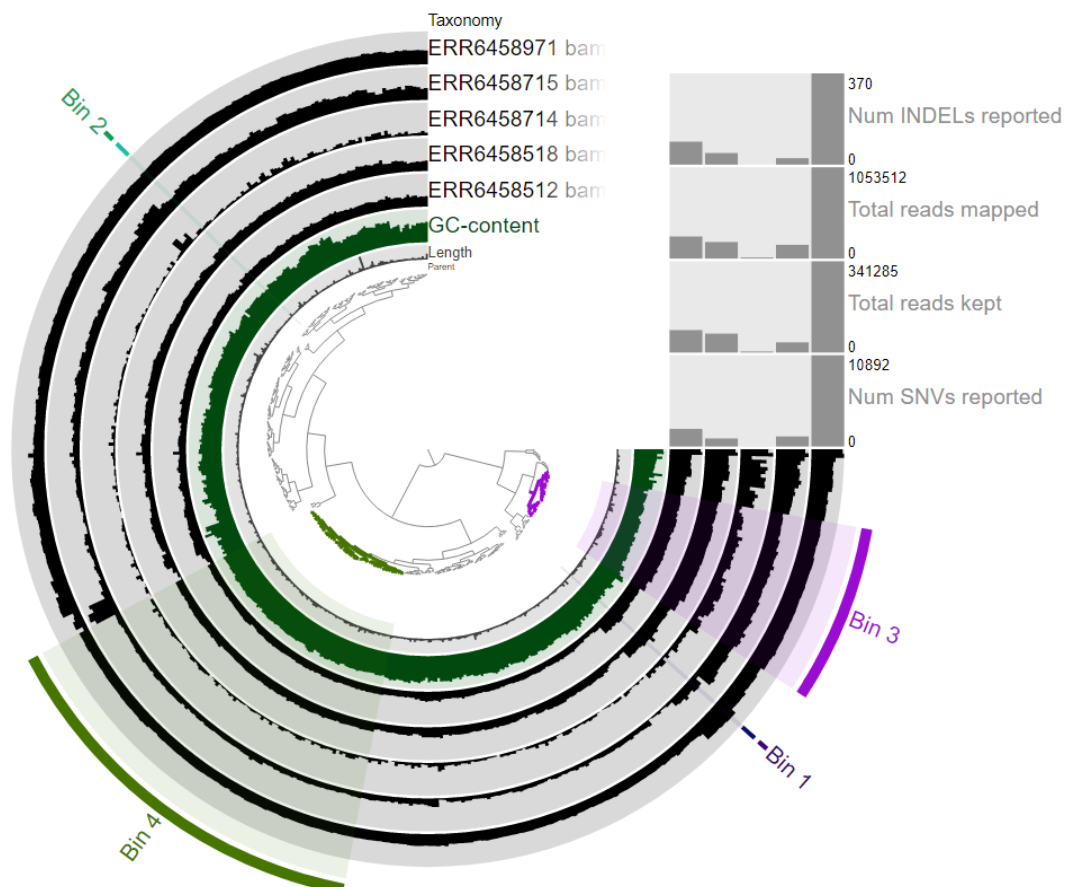 Taxonomy
ERR6458971 bam
ERR6458715 bam
ERR6458714 bam
ERR6458518 bam
ERR6458512 bam
GC-content
Length
Parent
370
Num INDELs reported
0
1053512
Total reads mapped
0
341285
Total reads kept
0
10892
Num SNVs reported
0
Bin 2
Bin 3
Bin 1
Bin 4